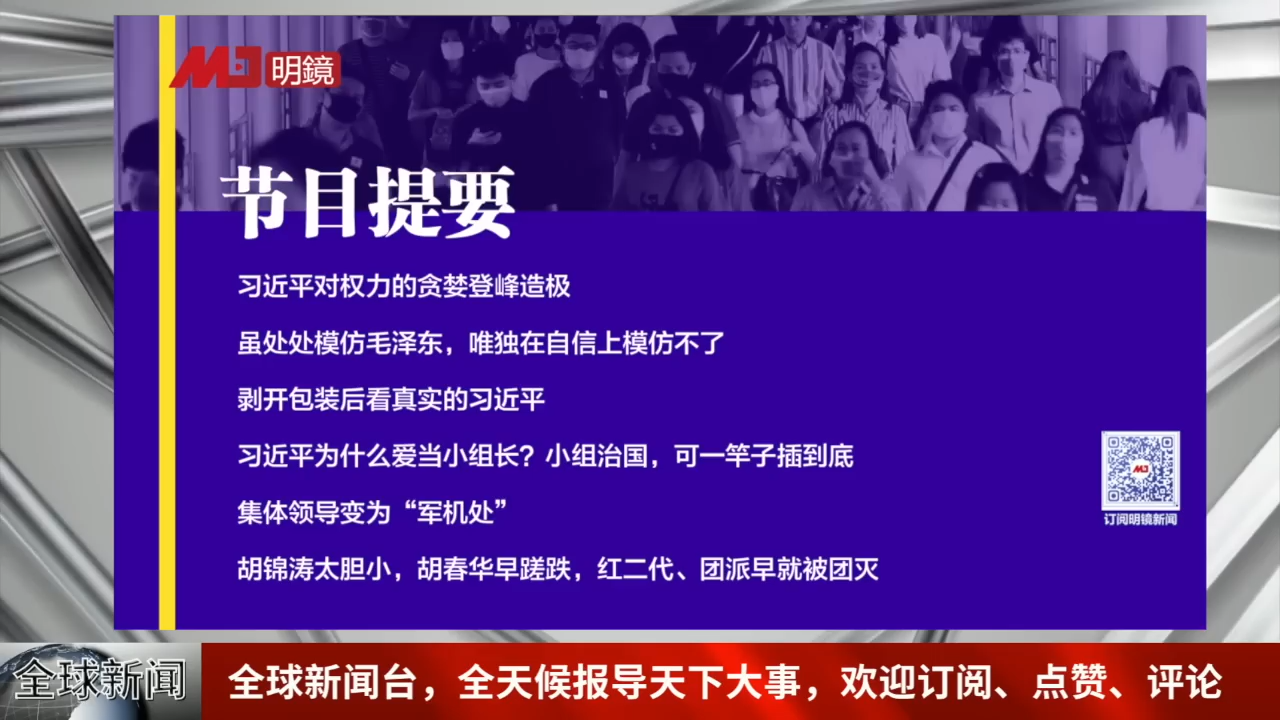 MJ 明鏡
节目提要
习近平对权力的贪婪登峰造极
虽处处模仿毛泽东，唯独在自信上模仿不了
剥开包装后看真实的习近平
习近平为什么爱当小组长？小组治国，可一竿子插到底
集体领导变为“军机处”
胡锦涛太胆小，胡春华早蹉跌，红二代、团派早就被团灭
MJ
订阅明镜新闻
全球新闻
全球新闻台，全天候报导天下大事，欢迎订阅、点赞、评论